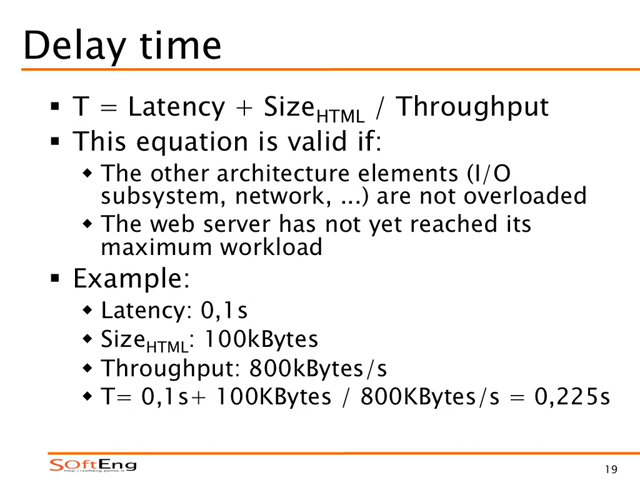 Delay time
▪ T = Latency + SizeHTML / Throughput
▪ This equation is valid if:
◆ The other architecture elements (I/O
subsystem, network, ...) are not overloaded
◆ The web server has not yet reached its
maximum workload
▪ Example:
◆ Latency: 0,1s
◆ SizeHTML: 100kBytes
◆ Throughput: 800kBytes/s
◆ T= 0,1s+ 100KBytes / 800KBytes/s = 0,225s
SOftEng
19